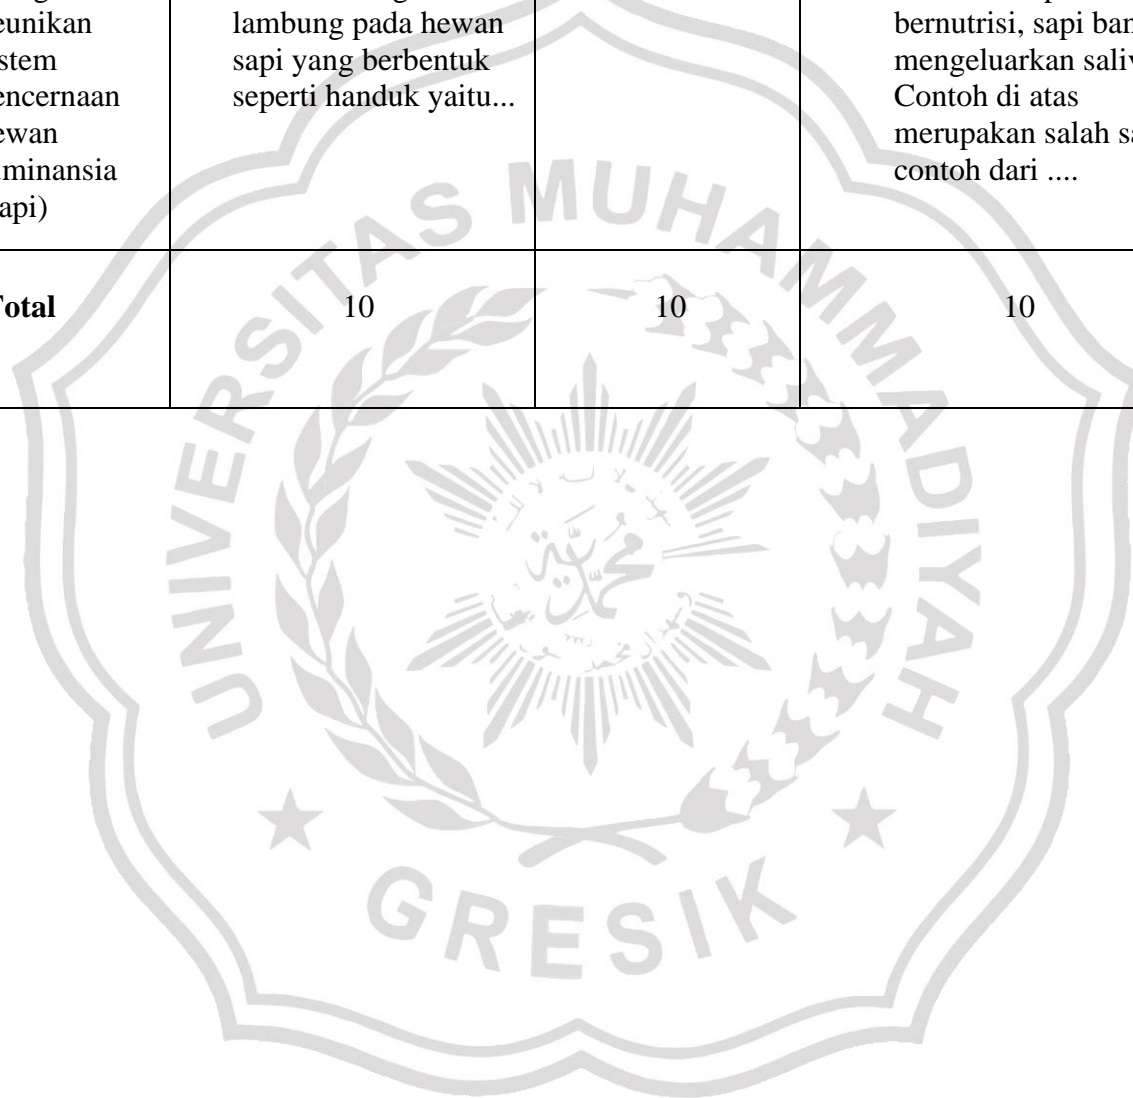 eunikan
stem
encernaan
ewan
uminansia
api)
lambung pada hewan
sapi yang berbentuk
seperti handuk yaitu...
bernutrisi, sapi ban
mengeluarkan saliv
Contoh di atas
merupakan salah sa
contoh dari ....
Total
10
10
10
UNIVERSITAS MUHAMMADIYAH
GRESIK